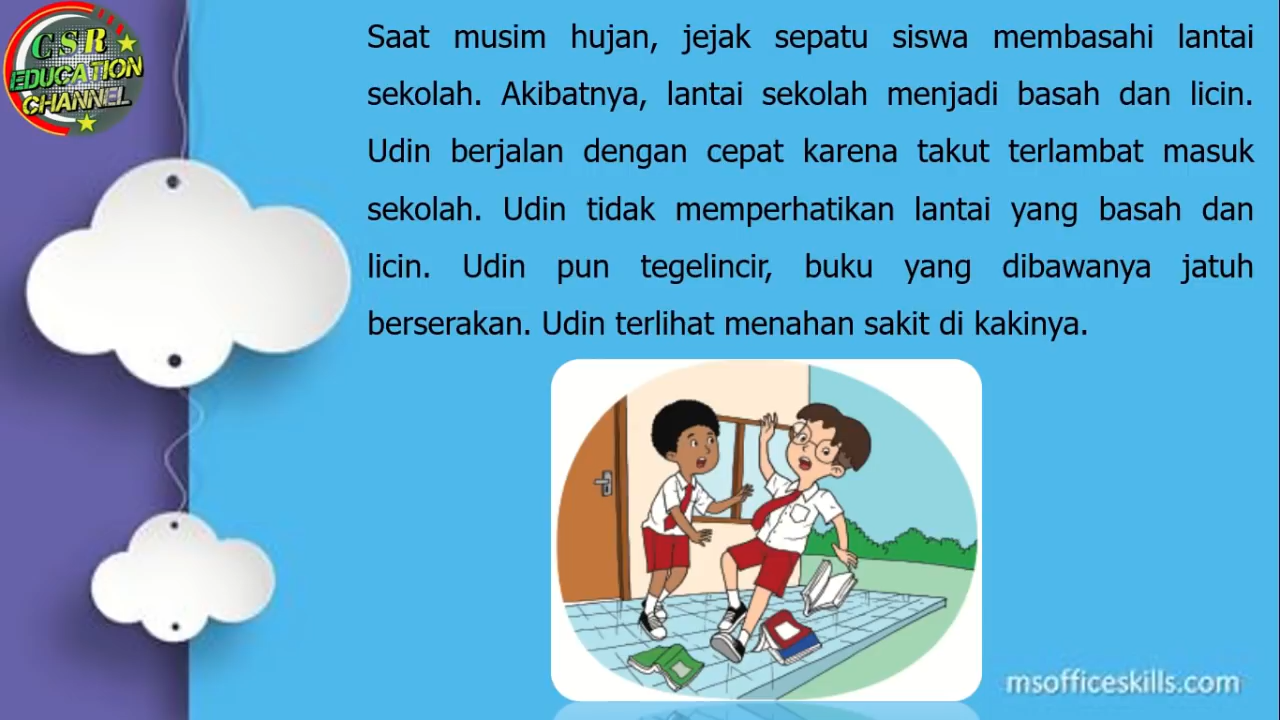 CSR
EDUCATION
CHANNEL
Saat musim hujan, jejak sepatu siswa membasahi lantai
sekolah. Akibatnya, lantai sekolah menjadi basah dan licin.
Udin berjalan dengan cepat karena takut terlambat masuk
sekolah. Udin tidak memperhatikan lantai yang basah dan
licin. Udin pun tegelincir, buku yang dibawanya jatuh
berserakan. Udin terlihat menahan sakit di kakinya.
msofficeskills.com